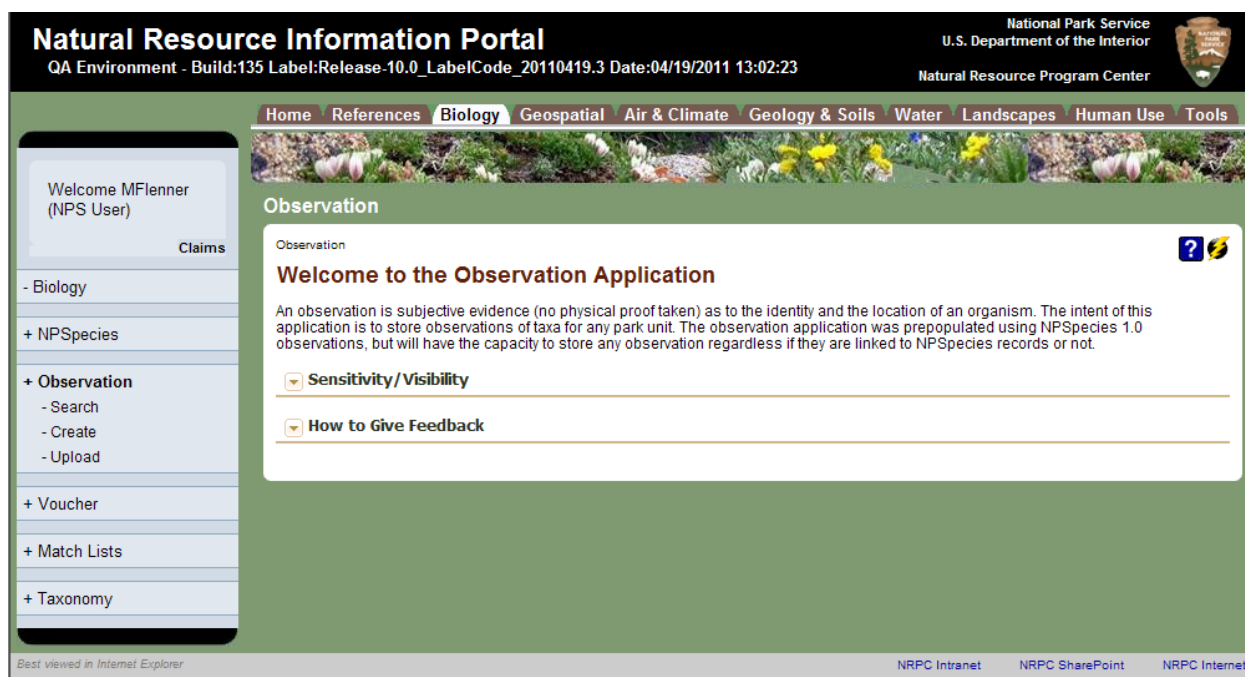 Natural Resource Information Portal
QA Environment - Build:135 Label:Release-10.0_LabelCode_20110419.3 Date:04/19/2011 13:02:23
National Park Service
U.S. Department of the Interior
Natural Resource Program Center
NATIONAL PARK SERVICE
Home References Biology Geospatial Air & Climate Geology & Soils Water Landscapes Human Use Tools
Welcome MFlenner
(NPS User)
Claims
- Biology
+ NPSpecies
+ Observation
- Search
- Create
- Upload
+ Voucher
+ Match Lists
+ Taxonomy
Observation
Observation
?
Welcome to the Observation Application
An observation is subjective evidence (no physical proof taken) as to the identity and the location of an organism. The intent of this
application is to store observations of taxa for any park unit. The observation application was prepopulated using NPSpecies 1.0
observations, but will have the capacity to store any observation regardless if they are linked to NPSpecies records or not.
Sensitivity/Visibility
How to Give Feedback
Best viewed in Internet Explorer
NRPC Intranet NRPC SharePoint NRPC Internet